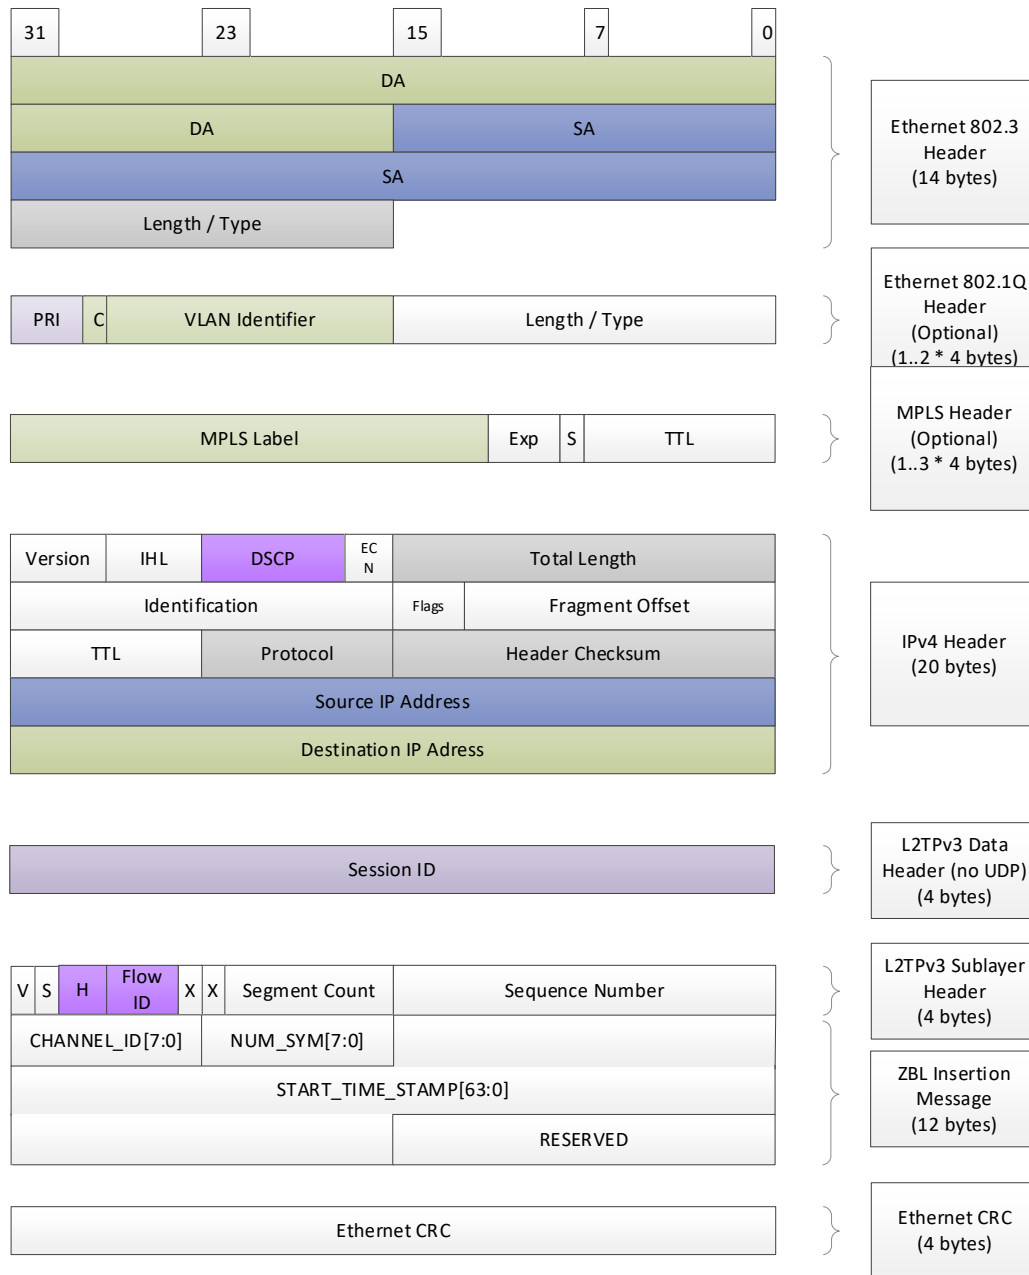 31 23 15 7 0
DA
DA SA
SA
Length / Type
Ethernet 802.3
Header
(14 bytes)
PRI C VLAN Identifier Length / Type
Ethernet 802.1Q
Header
(Optional)
(1..2 * 4 bytes)
MPLS Label Exp S TTL
MPLS Header
(Optional)
(1..3 * 4 bytes)
Version IHL DSCP EC
N Total Length
Identification Flags Fragment Offset
TTL Protocol Header Checksum
Source IP Address
Destination IP Adress
IPv4 Header
(20 bytes)
Session ID
L2TPv3 Data
Header (no UDP)
(4 bytes)
V S H Flow
ID X X Segment Count Sequence Number
L2TPv3 Sublayer
Header
(4 bytes)
CHANNEL_ID[7:0] NUM_SYM[7:0]
START_TIME_STAMP[63:0]
RESERVED
ZBL Insertion
Message
(12 bytes)
Ethernet CRC
Ethernet CRC
(4 bytes)